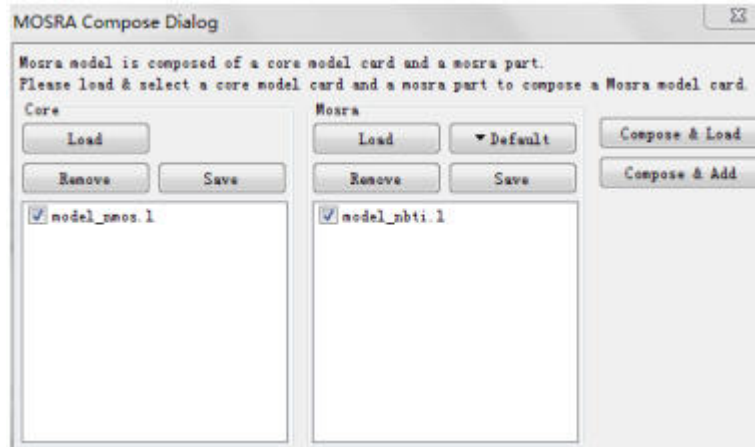 MOSRA Compose Dialog
Mosra model is composed of a core model card and a mosra part.
Please load & select a core model card and a mosra part to compose a Mosra model card.
Core
Mosra
Load
Load
Default
Compose & Load
Remove
Save
Remove
Save
Compose & Add
model_nmos.l
model_nbti.l